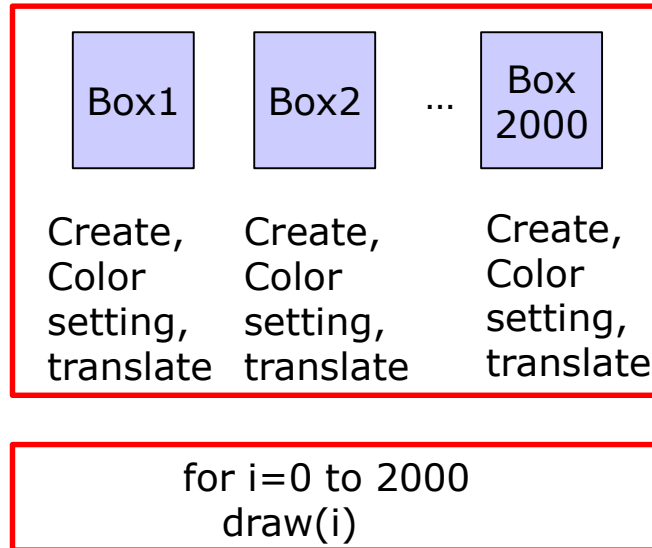 Box1
Box2
...
Box
2000
Create,
Color
setting,
translate
Create,
Color
setting,
translate
Create,
Color
setting,
translate
for i=0 to 2000
draw(i)